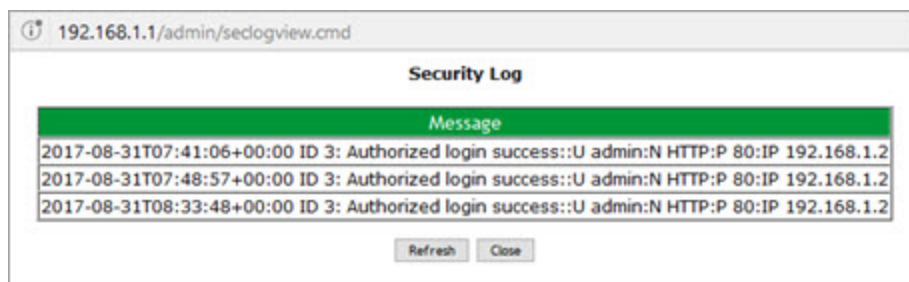 192.168.1.1/admin/seclogview.cmd
Security Log
Message
2017-08-31T07:41:06+00:00 ID 3: Authorized login success::U admin:N HTTP:P 80:IP 192.168.1.2
2017-08-31T07:48:57+00:00 ID 3: Authorized login success::U admin:N HTTP:P 80:IP 192.168.1.2
2017-08-31T08:33:48+00:00 ID 3: Authorized login success::U admin:N HTTP:P 80:IP 192.168.1.2
Refresh Close